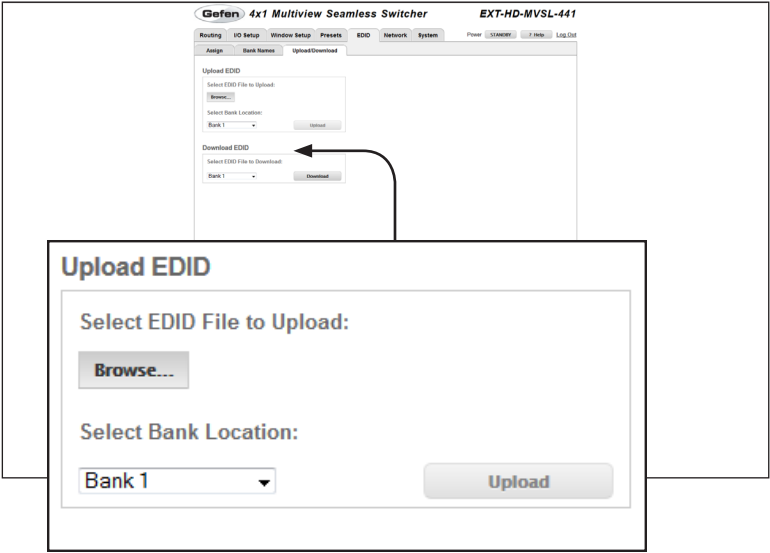 Gefen 4x1 Multiview Seamless Switcher EXT-HD-MVSL-441
Routing I/O Setup Window Setup Presets EDID Network System Power STANDBY ? Help Log Out
Assign Bank Names Upload/Download
Upload EDID
Select EDID File to Upload:
Browse...
Select Bank Location:
Bank 1 Upload
Download EDID
Select EDID File to Download:
Bank 1 Download
Upload EDID
Select EDID File to Upload:
Browse...
Select Bank Location:
Bank 1 Upload